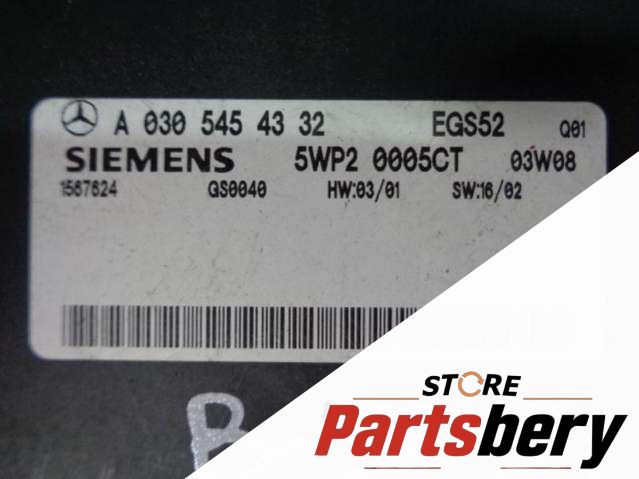 A 030 545 43 32 EGS52 Q01
SIEMENS 5WP2 0005CT 03W08
1567624 GS0040 HW:03/01 SW:16/02
B
STORE
Partsbery